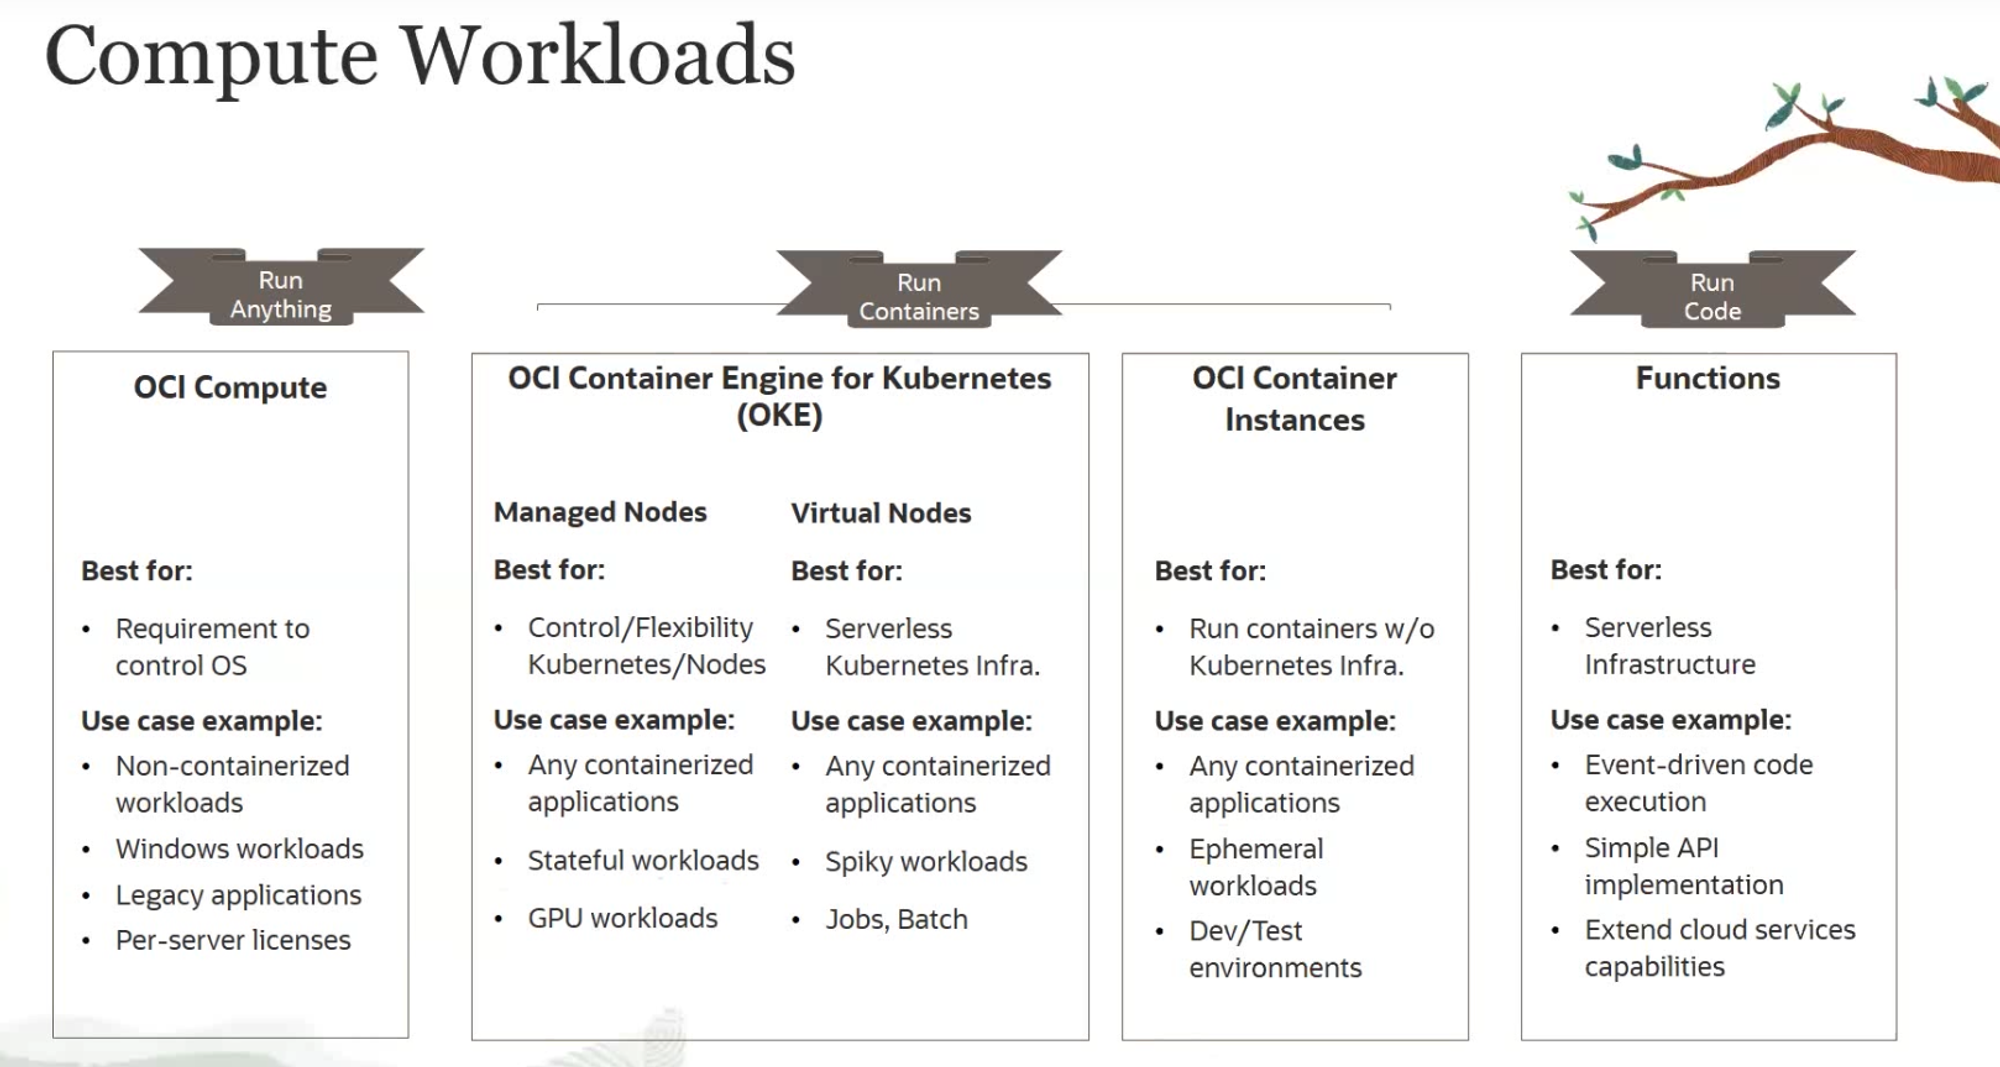 Compute Workloads
Run
Anything
Run
Containers
Run
Code
OCI Compute
Best for:
• Requirement to
control OS
Use case example:
• Non-containerized
workloads
• Windows workloads
• Legacy applications
• Per-server licenses
OCI Container Engine for Kubernetes
(OKE)
Managed Nodes
Best for:
• Control/Flexibility
Kubernetes/Nodes
Use case example:
• Any containerized
applications
• Stateful workloads
• GPU workloads
Virtual Nodes
Best for:
• Serverless
Kubernetes Infra.
Use case example:
• Any containerized
applications
• Spiky workloads
• Jobs, Batch
OCI Container
Instances
Best for:
• Run containers w/o
Kubernetes Infra.
Use case example:
• Any containerized
applications
• Ephemeral
workloads
• Dev/Test
environments
Functions
Best for:
• Serverless
Infrastructure
Use case example:
• Event-driven code
execution
• Simple API
implementation
• Extend cloud services
capabilities